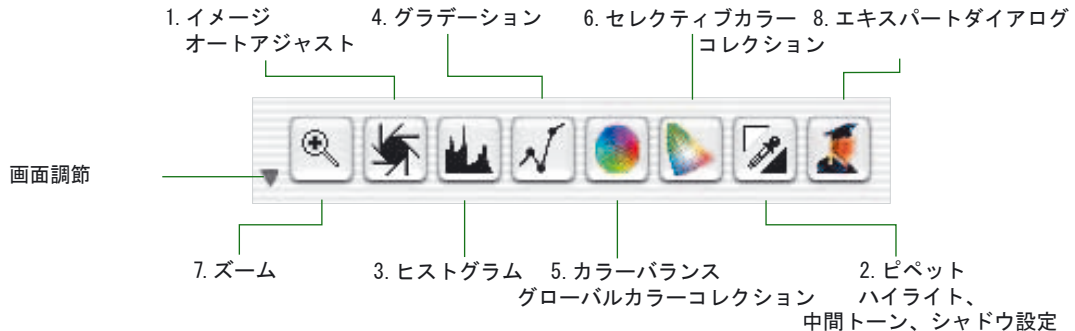 1. イメージ
オートアジャスト
4. グラデーション
6. セレクティブカラー
コレクション
8. エキスパートダイアログ
画面調節
7. ズーム
3. ヒストグラム
5. カラーバランス
グローバルカラーコレクション
2. ピペット
ハイライト、
中間トーン、シャドウ設定